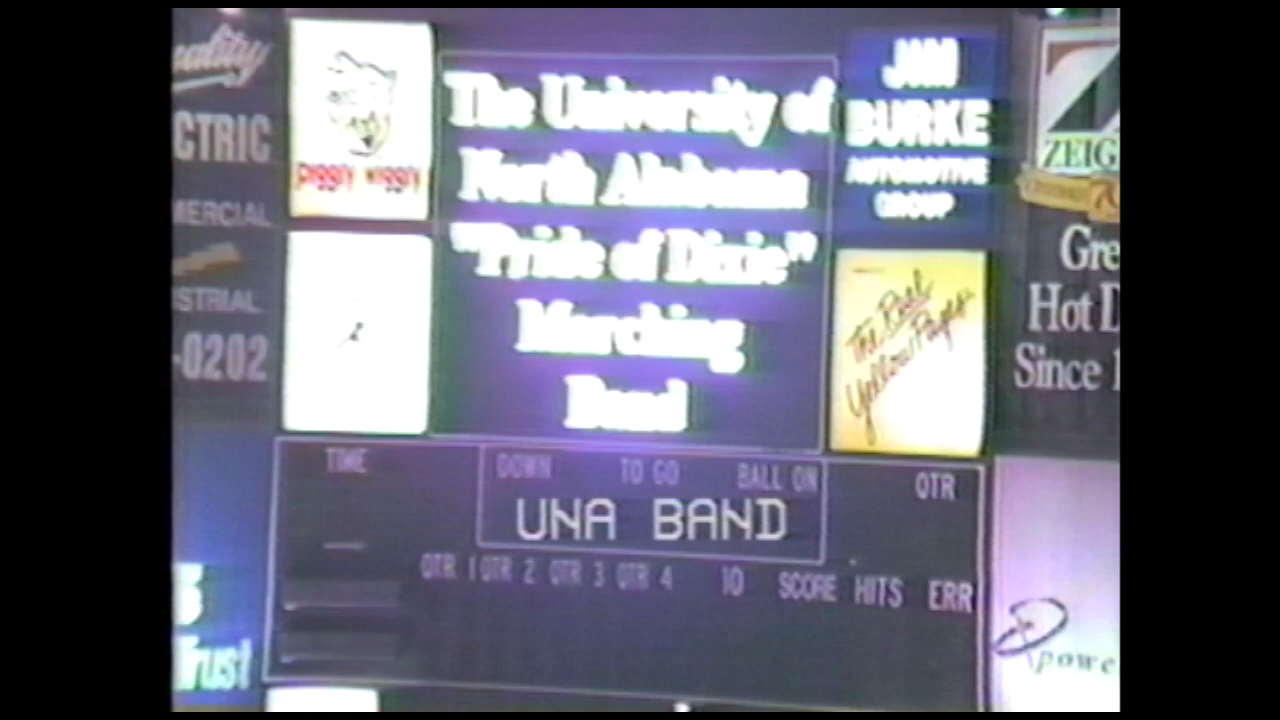 CTRIC
MERCIAL
STRIAL
-0202
Trust
PIGGLY WIGGLY
The University of
North Alabama
"Pride of Dixie"
Marching
Band
JIM
BURKE
AUTOMOTIVE
GROUP
The Real
Yellow Pages
ZEIG
Gre
Hot D
Since 1
TIME
DOWN TO GO BALL ON
QTR
UNA BAND
QTR 1 QTR 2 QTR 3 QTR 4 10 SCORE HITS ERR
powe